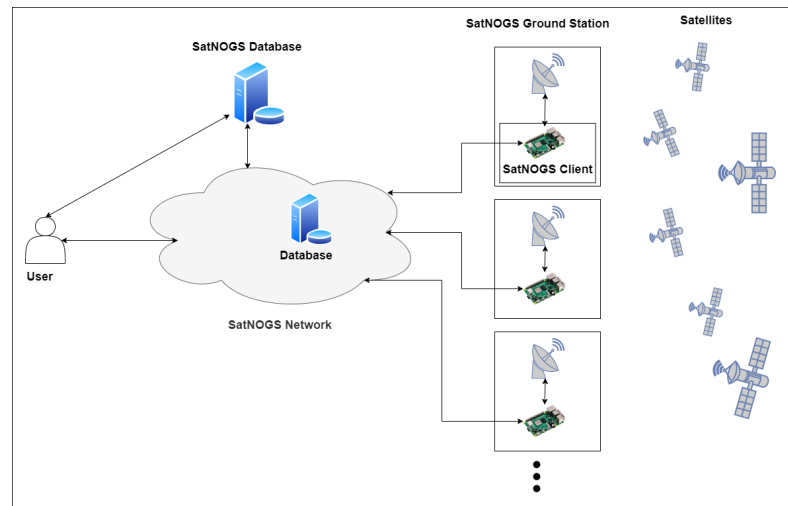 SatNOGS Ground Station
Satellites
SatNOGS Database
SatNOGS Client
Database
User
SatNOGS Network